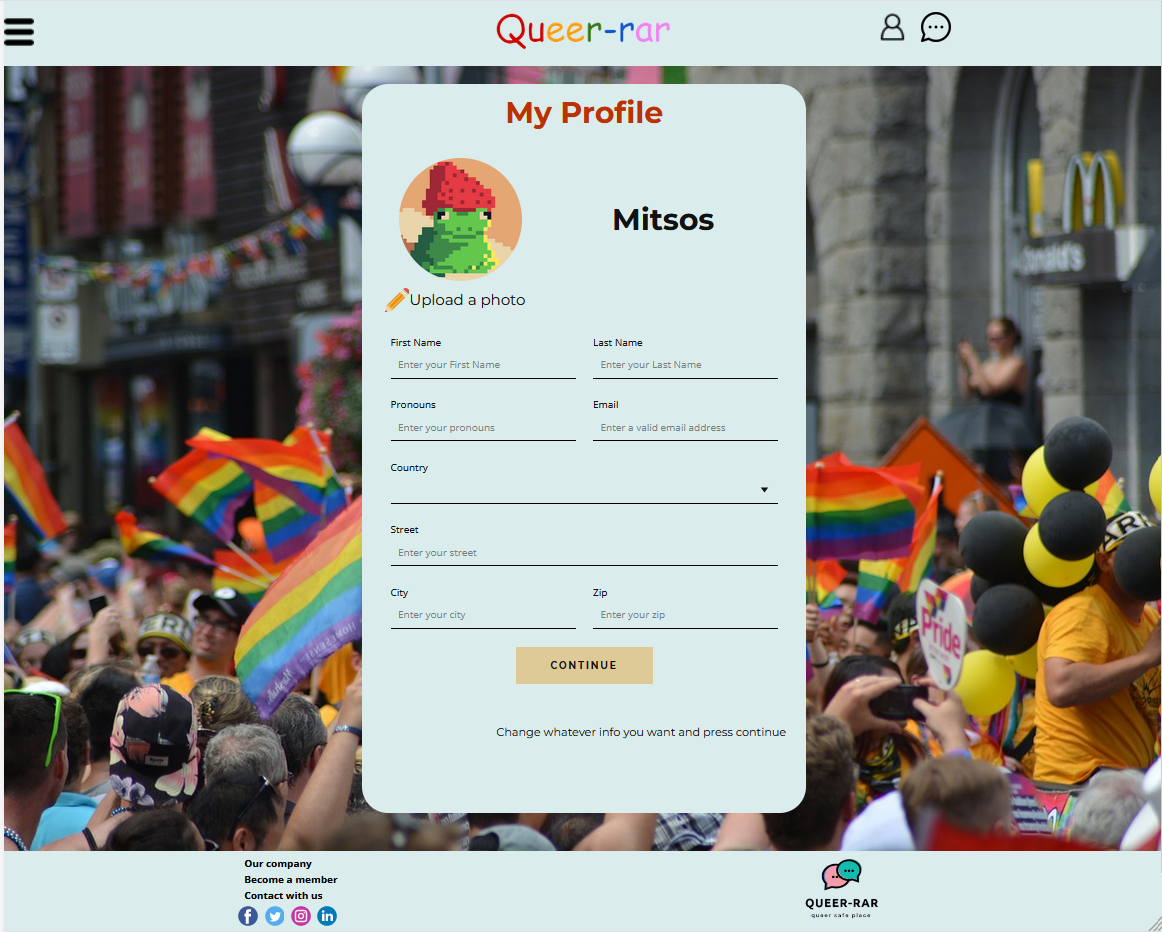 Queer-rar
My Profile
Mitsos
Upload a photo
First Name
Last Name
Enter your First Name
Enter your Last Name
Pronouns
Email
Enter your pronouns
Enter a valid email address
Country
Street
Enter your street
City
Zip
Enter your city
Enter your zip
CONTINUE
Change whatever info you want and press continue
Pride
Our company
Become a member
Contact with us
QUEER-RAR
queer safe place